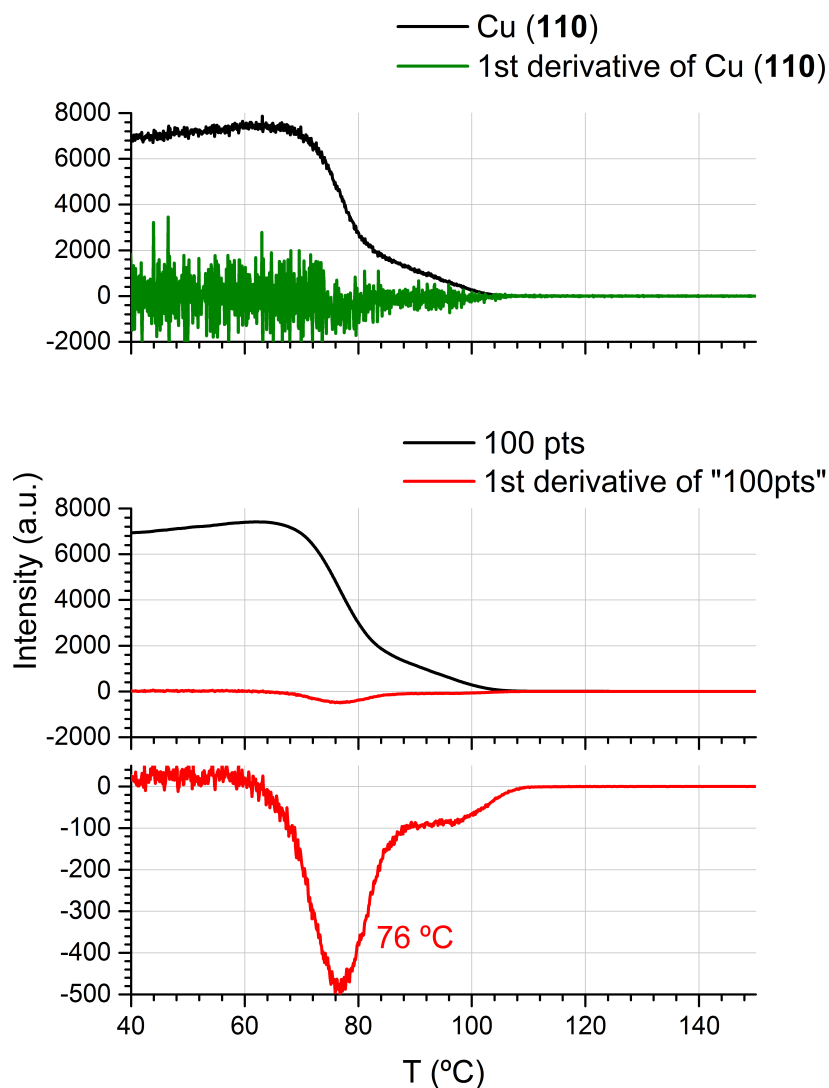 Cu (110)
1st derivative of Cu (110)
8000
6000
4000
2000
0
-2000
100 pts
1st derivative of "100pts"
Intensity (a.u.)
8000
6000
4000
2000
0
-2000
0
-100
-200
-300
-400
-500
76 ºC
40 60 80 100 120 140
T (ºC)